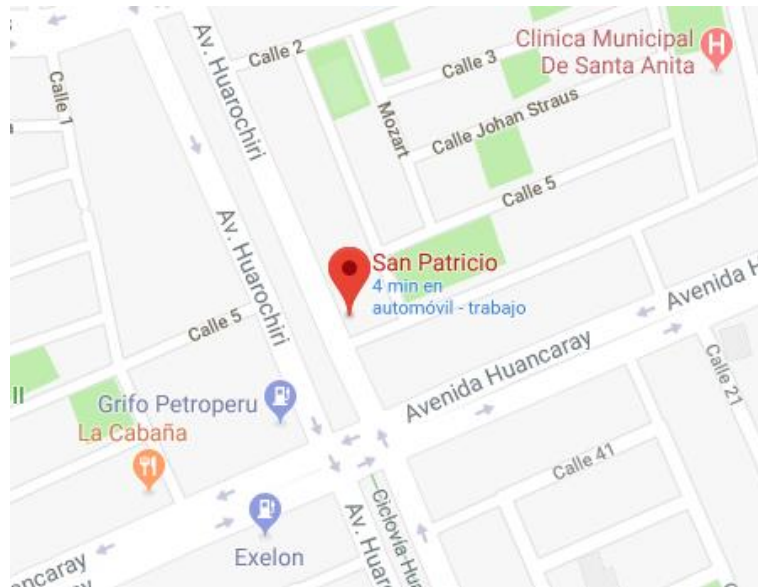 Calle 2
Clinica Municipal
De Santa Anita
Calle 3
Calle 1
Av. Huarochiri
Mozart
Calle Johan Straus
Calle 5
Av. Huarochiri
San Patricio
4 min en
automóvil - trabajo
Avenida H
Calle 5
Avenida Huancaray
Calle 21
II
Grifo Petroperu
La Cabaña
Calle 41
Ciclovía-Hu
Av. Huar
Exelon
ncaray